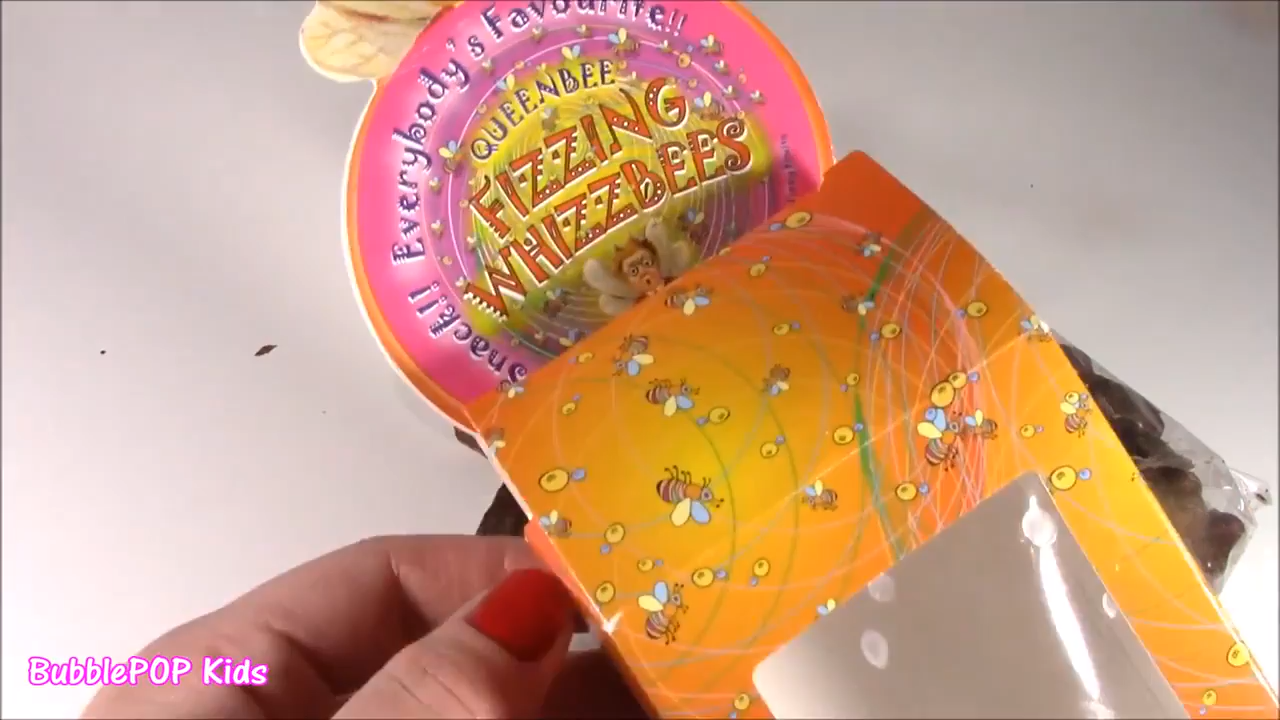 Everybody's Favourite!!
Snack!!
QUEENBEE
FIZZING
WHIZZBEES
BubblePOP Kids